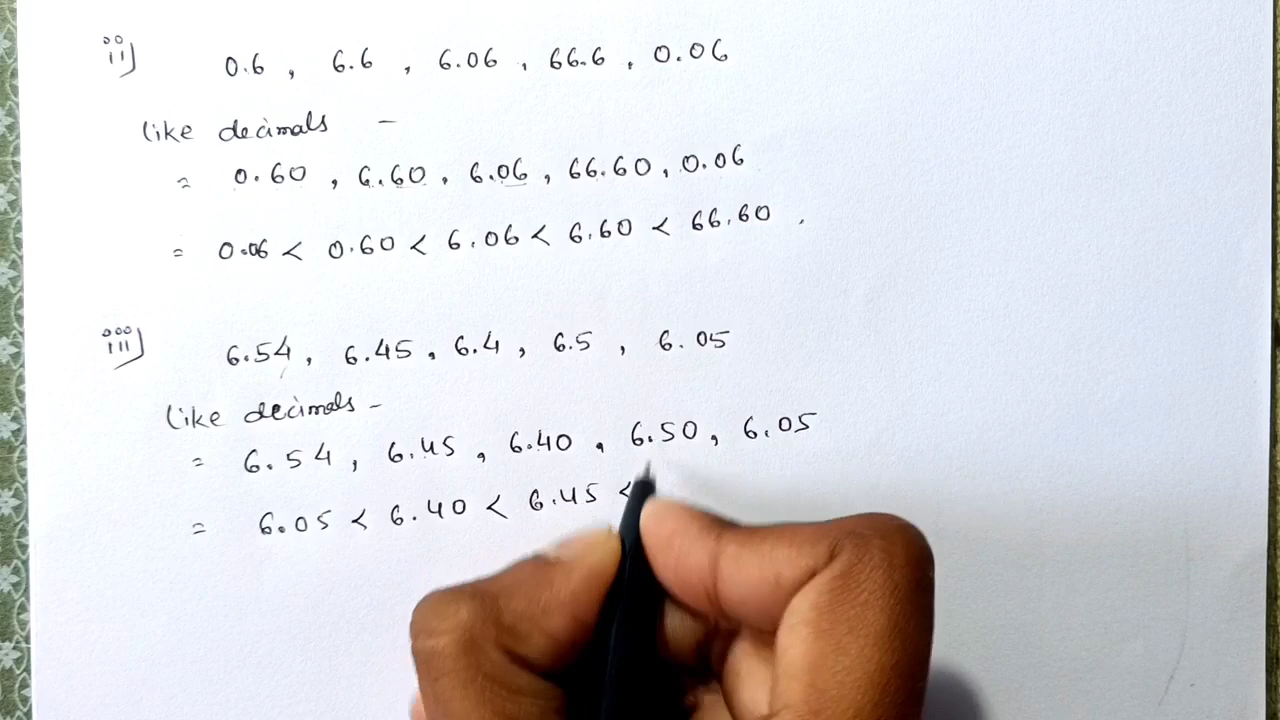 ii) 0.6 , 6.6 , 6.06 , 66.6 , 0.06
like decimals -
= 0.60 , 6.60 , 6.06 , 66.60 , 0.06
= 0.06 < 0.60 < 6.06 < 6.60 < 66.60 .
iii) 6.54 , 6.45 , 6.4 , 6.5 , 6.05
like decimals -
= 6.54 , 6.45 , 6.40 , 6.50 , 6.05
= 6.05 < 6.40 < 6.45 <